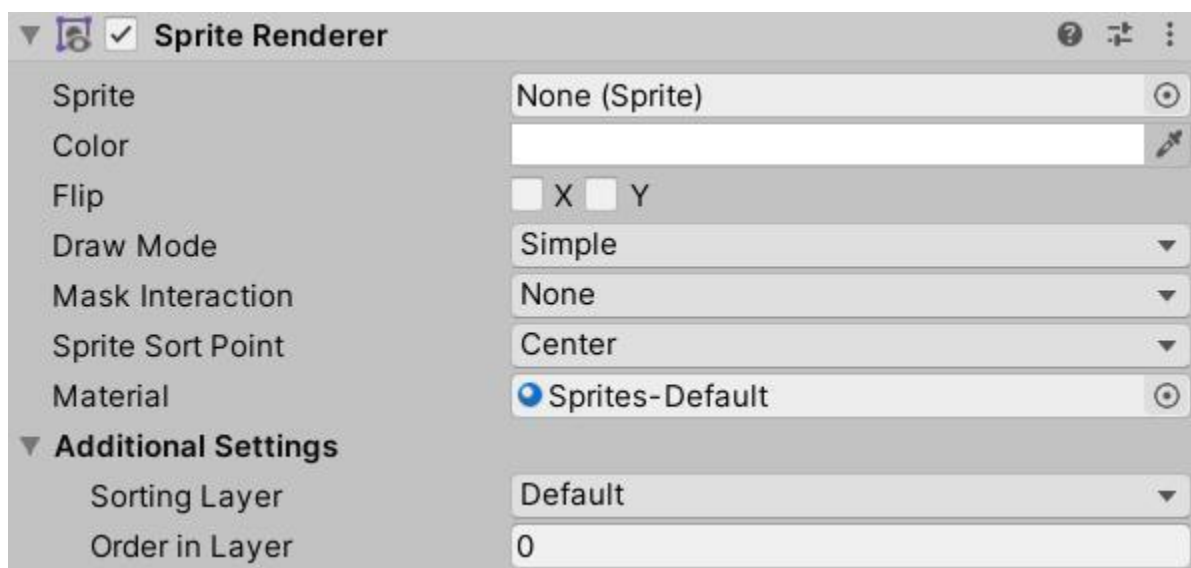 Sprite Renderer
Sprite None (Sprite)
Color
Flip X Y
Draw Mode Simple
Mask Interaction None
Sprite Sort Point Center
Material Sprites-Default
Additional Settings
Sorting Layer Default
Order in Layer 0